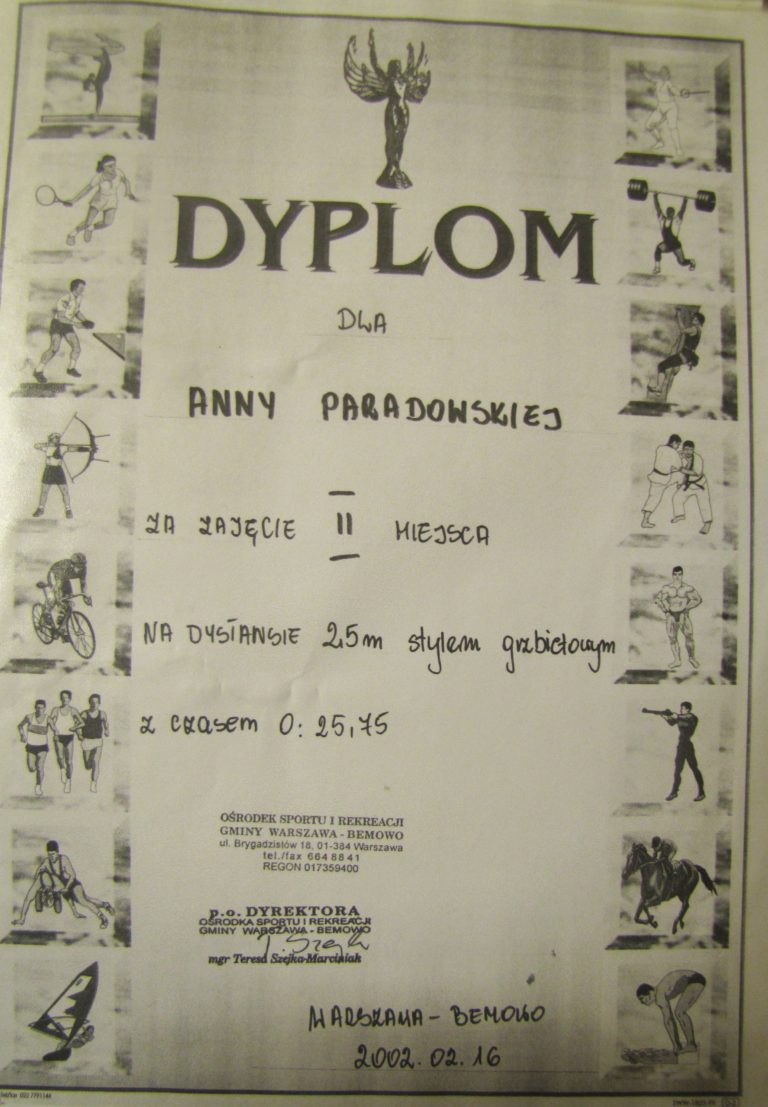 DYPLOM
DLA
ANNY PARADOWSKIEJ
ZA ZAJĘCIE II MIEJSCA
NA DYSTANSIE 25m stylem grzbietowym
z czasem 0:25,75
OŚRODEK SPORTU I REKREACJI
GMINY WARSZAWA - BEMOWO
ul. Brygadzistów 18, 01-384 Warszawa
tel./fax 664 88 41
REGON 017359400
p.o. DYREKTORA
OŚRODKA SPORTU I REKREACJI
GMINY WARSZAWA - BEMOWO
mgr Teresa Szejka-Marciniak
WARSZAWA - BEMOWO
2002.02.16